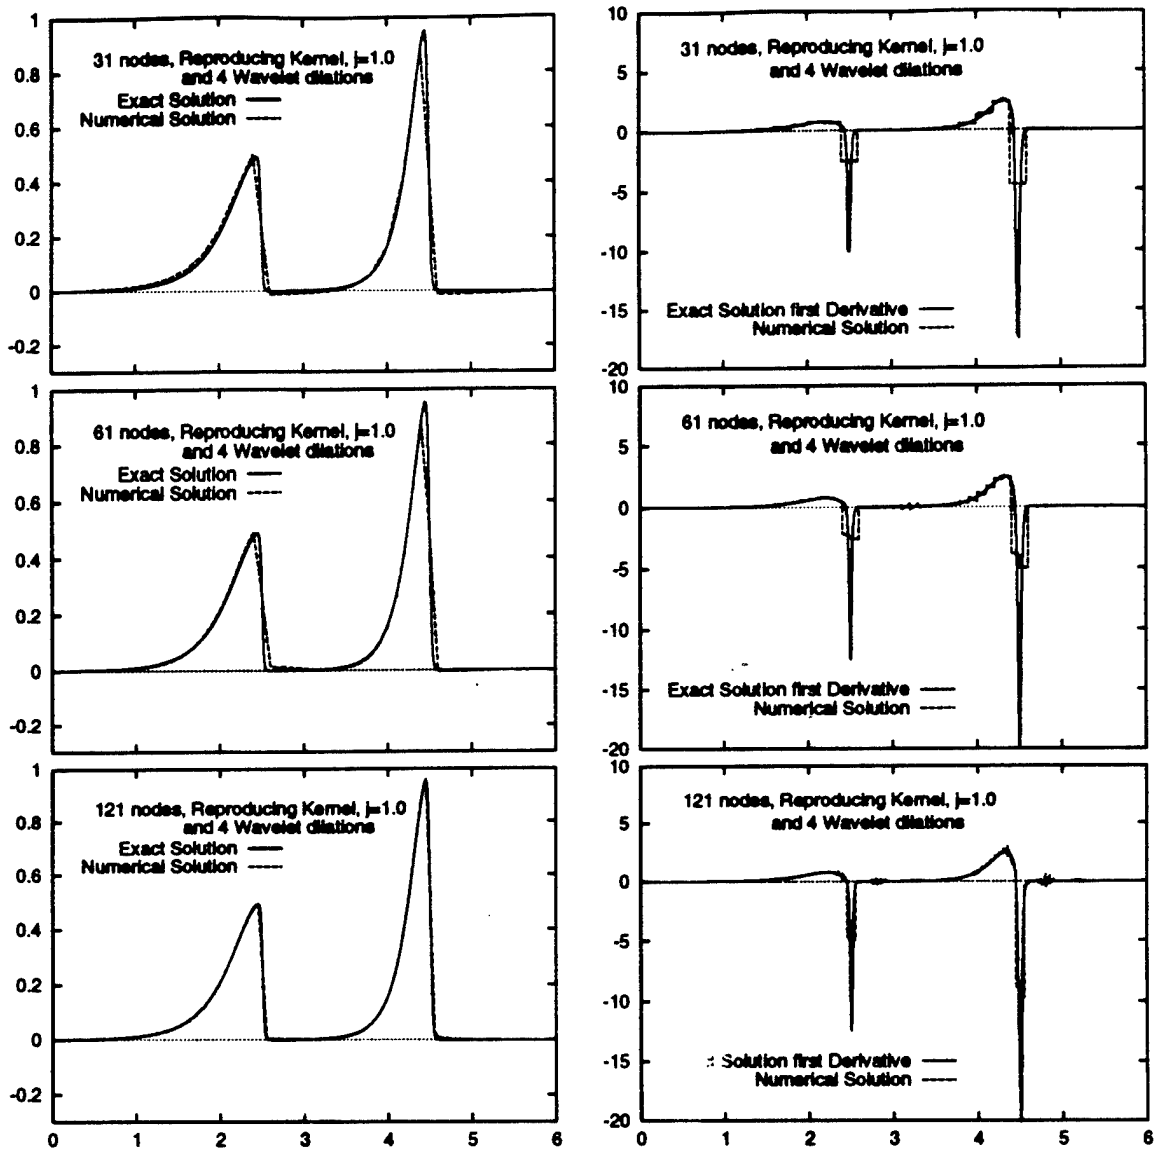 1
0.8
0.6
0.4
0.2
0
-0.2
31 nodes, Reproducing Kernel, j=1.0
and 4 Wavelet dilations
Exact Solution
Numerical Solution
10
5
0
-5
-10
-15
-20
31 nodes, Reproducing Kernel, j=1.0
and 4 Wavelet dilations
Exact Solution first Derivative
Numerical Solution
1
0.8
0.6
0.4
0.2
0
-0.2
61 nodes, Reproducing Kernel, j=1.0
and 4 Wavelet dilations
Exact Solution
Numerical Solution
10
5
0
-5
-10
-15
-20
61 nodes, Reproducing Kernel, j=1.0
and 4 Wavelet dilations
Exact Solution first Derivative
Numerical Solution
1
0.8
0.6
0.4
0.2
0
-0.2
121 nodes, Reproducing Kernel, j=1.0
and 4 Wavelet dilations
Exact Solution
Numerical Solution
0 1 2 3 4 5 6
10
5
0
-5
-10
-15
-20
121 nodes, Reproducing Kernel, j=1.0
and 4 Wavelet dilations
Solution first Derivative
Numerical Solution
0 1 2 3 4 5 6